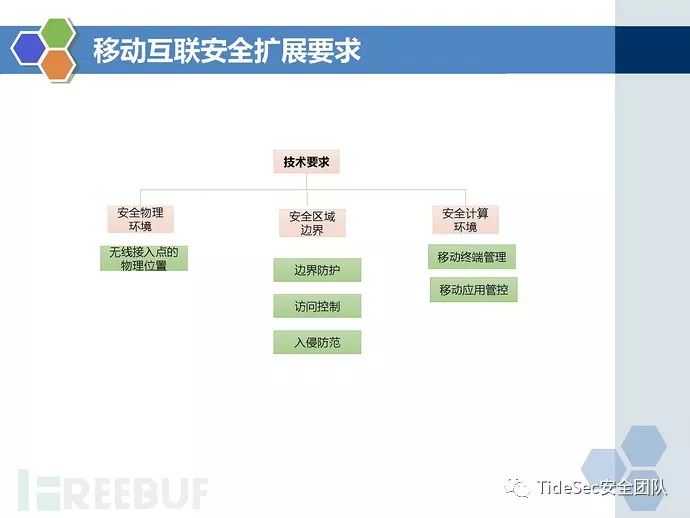 移动互联安全扩展要求
技术要求
安全物理
环境
安全区域
边界
安全计算
环境
无线接入点的
物理位置
边界防护
访问控制
入侵防范
移动终端管理
移动应用管控
FREEBUF
TideSec安全团队